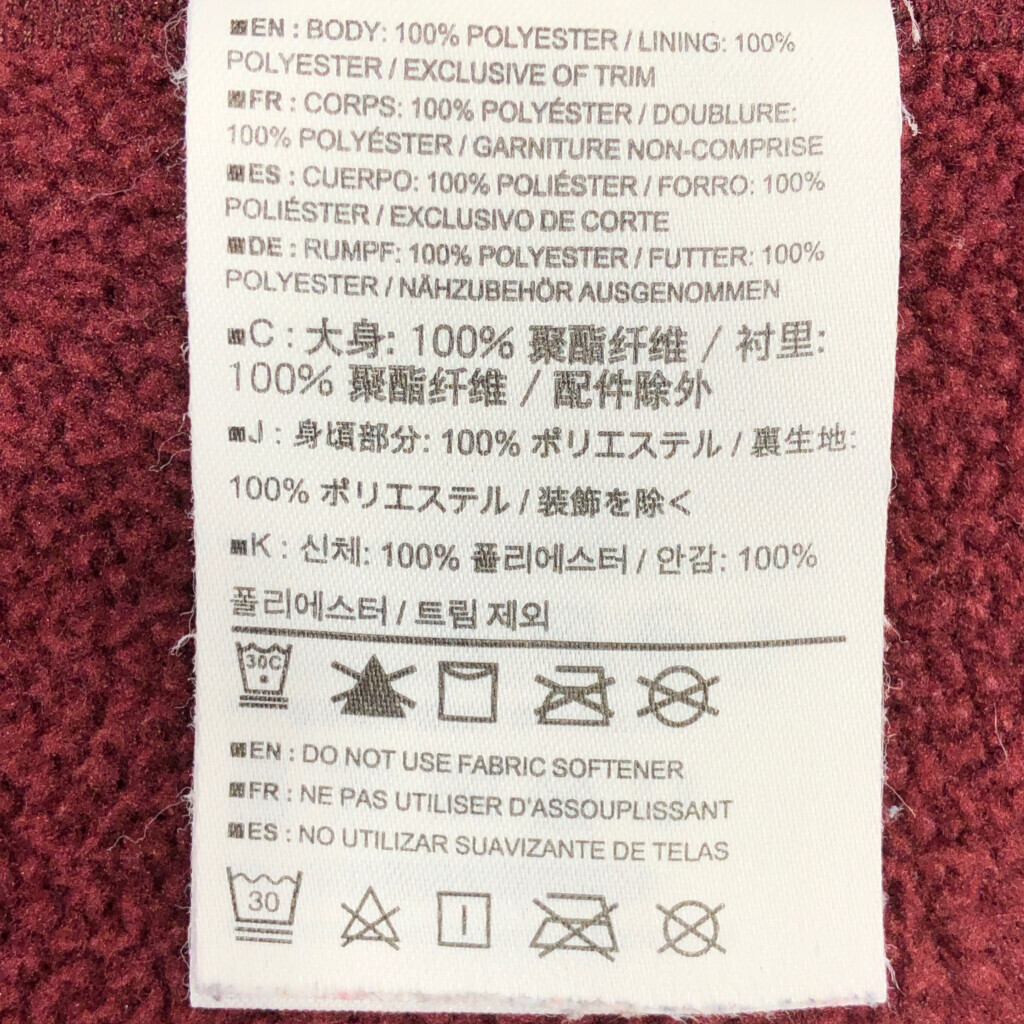 EN : BODY: 100% POLYESTER / LINING: 100%
POLYESTER / EXCLUSIVE OF TRIM
FR : CORPS: 100% POLYÉSTER / DOUBLURE:
100% POLYÉSTER / GARNITURE NON-COMPRISE
ES : CUERPO: 100% POLIÉSTER / FORRO: 100%
POLIÉSTER / EXCLUSIVO DE CORTE
DE : RUMPF: 100% POLYESTER / FUTTER: 100%
POLYESTER / NÄHZUBEHÖR AUSGENOMMEN
C : 大身: 100% 聚酯纤维 / 衬里:
100% 聚酯纤维 / 配件除外
J : 身頃部分: 100% ポリエステル / 裏生地:
100% ポリエステル / 装飾を除く
K : 신체: 100% 폴리에스터 / 안감: 100%
폴리에스터 / 트림 제외
30C
EN : DO NOT USE FABRIC SOFTENER
FR : NE PAS UTILISER D'ASSOUPLISSANT
ES : NO UTILIZAR SUAVIZANTE DE TELAS
30